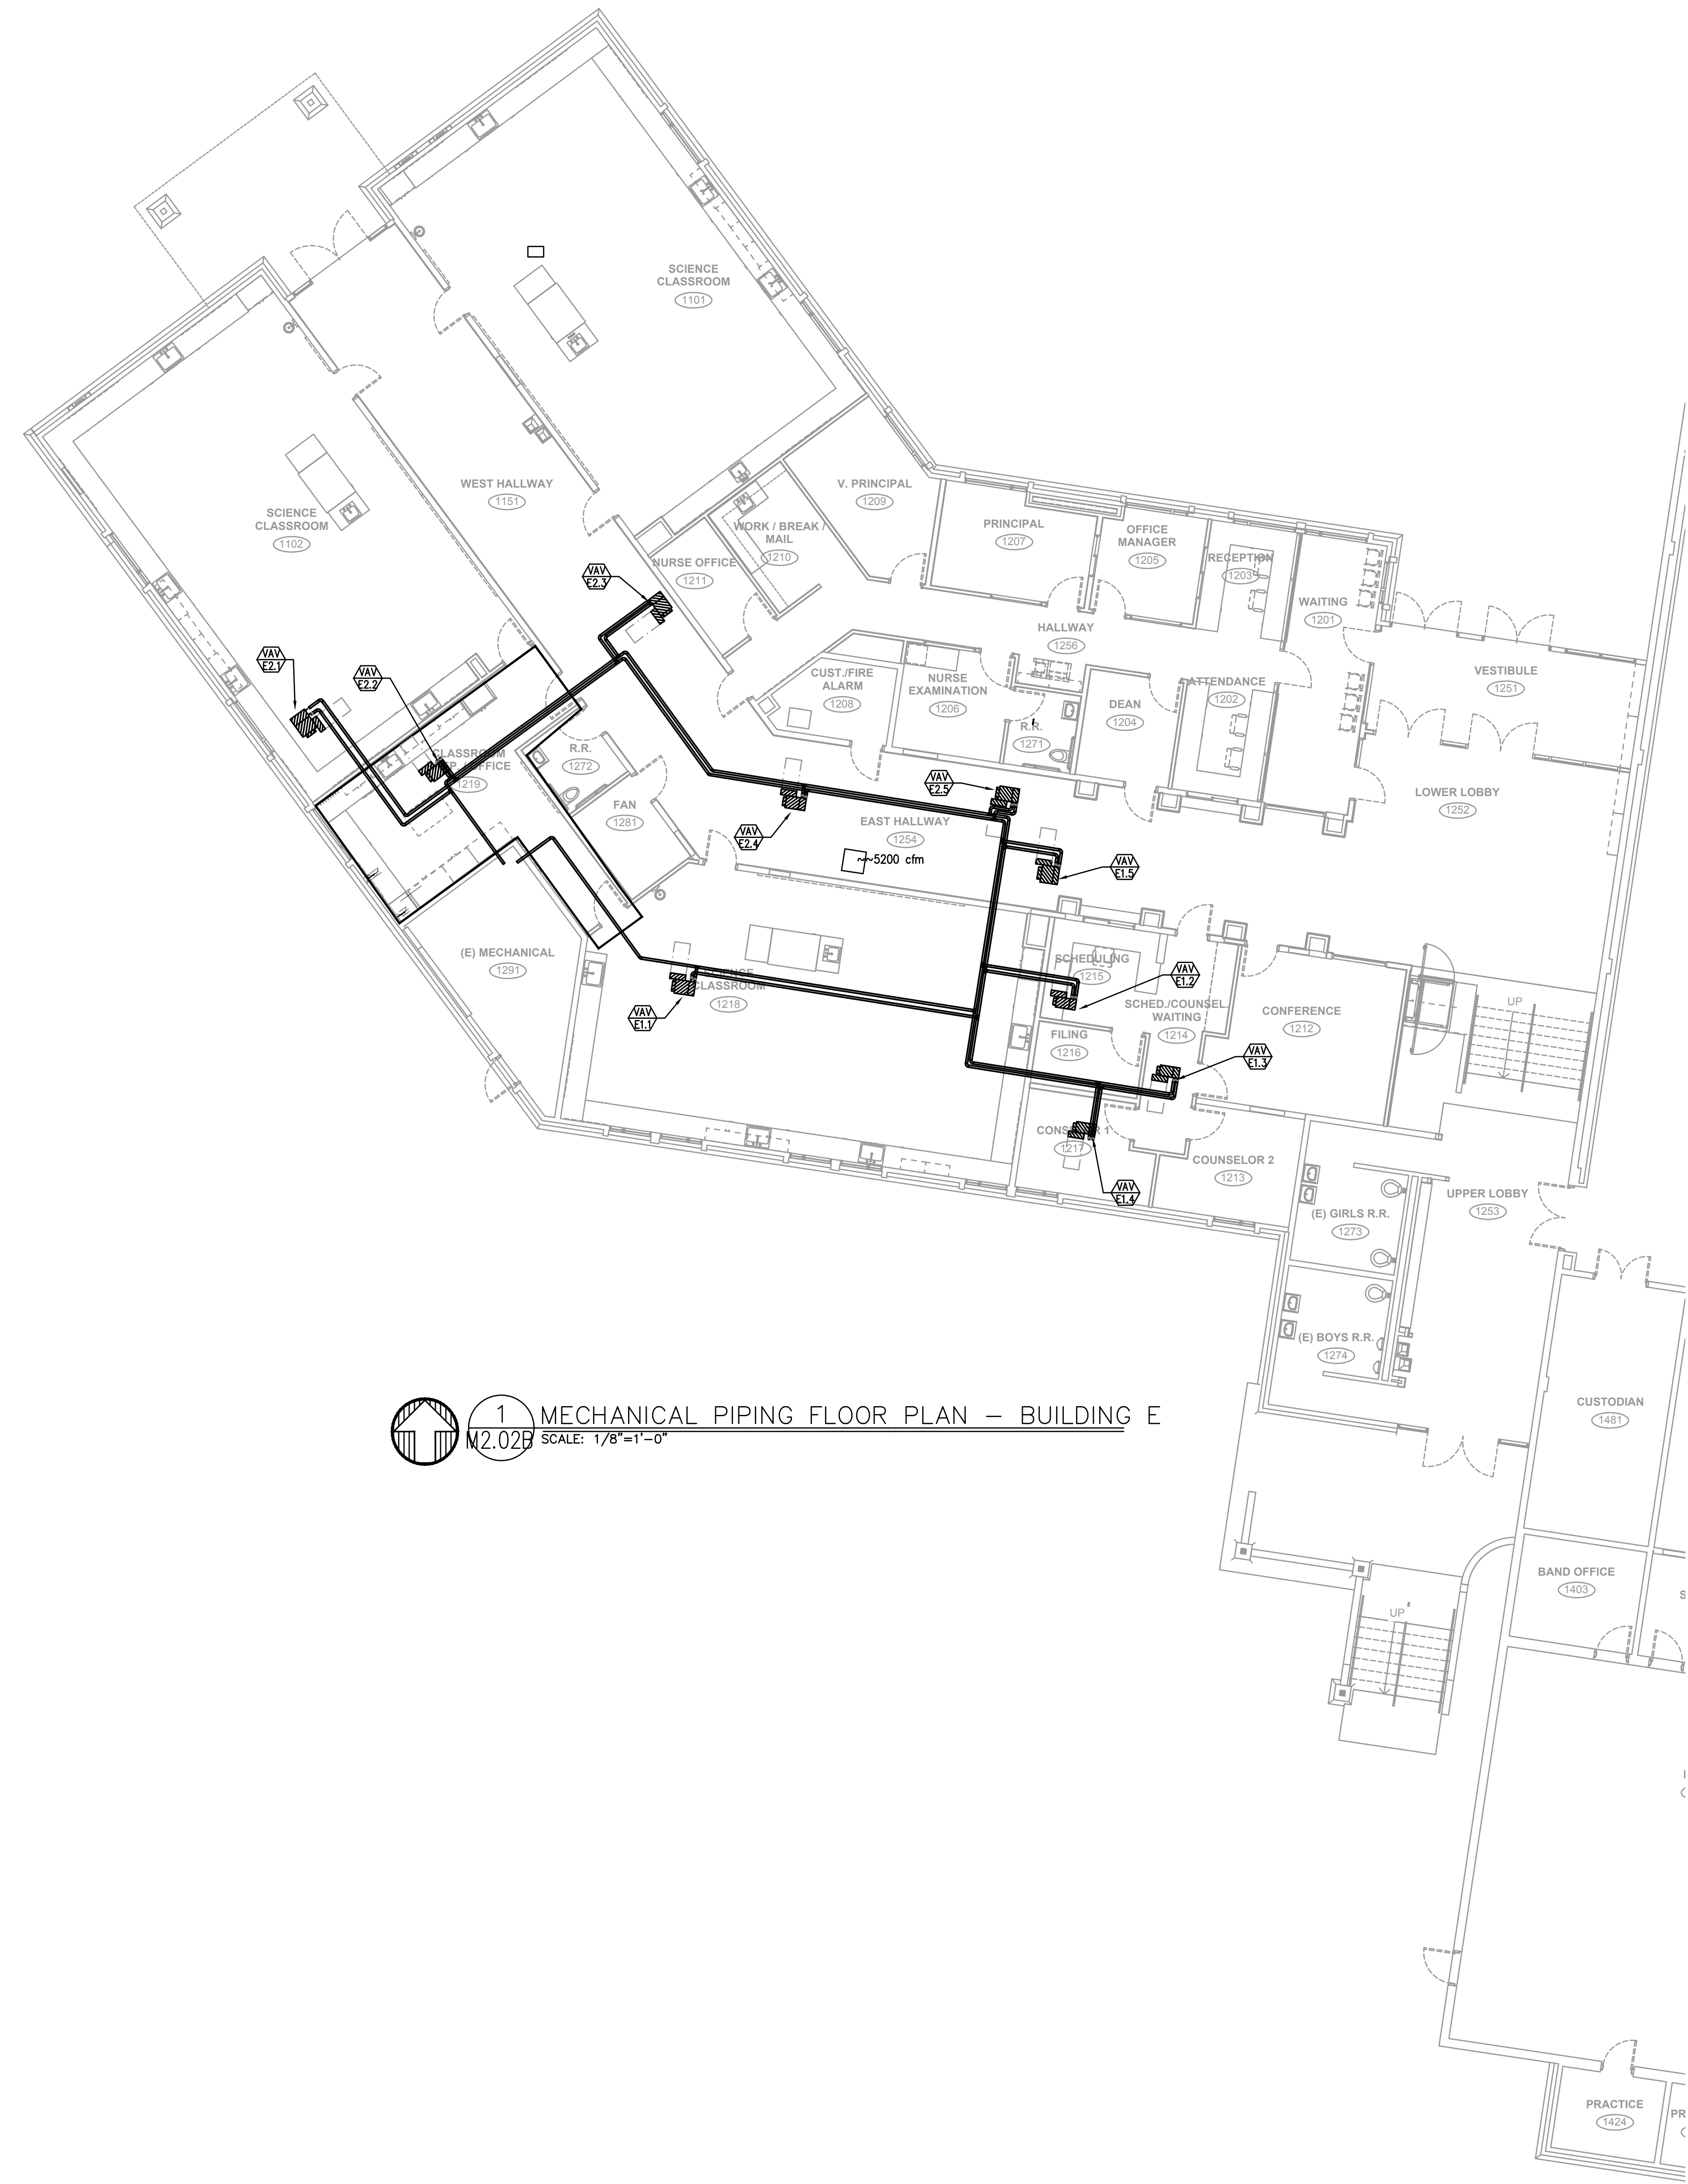 SCIENCE
CLASSROOM
1101
WEST HALLWAY
1151
SCIENCE
CLASSROOM
1102
V. PRINCIPAL
1209
WORK / BREAK /
MAIL
1210
NURSE OFFICE
1211
PRINCIPAL
1207
OFFICE
MANAGER
1205
RECEPTION
1203
WAITING
1201
HALLWAY
1256
VESTIBULE
1251
VAV
E2.3
VAV
E2.1
VAV
E2.2
CUST./FIRE
ALARM
1208
NURSE
EXAMINATION
1206
R.R.
1271
DEAN
1204
ATTENDANCE
1202
LOWER LOBBY
1252
CLASSROOM
OFFICE
1219
R.R.
1272
FAN
1281
VAV
E2.4
VAV
E2.5
EAST HALLWAY
1254
~~5200 cfm
VAV
E1.5
(E) MECHANICAL
1291
SCIENCE
CLASSROOM
1218
VAV
E1.1
SCHEDULING
1215
VAV
E1.2
SCHED./COUNSEL.
WAITING
1214
FILING
1216
CONFERENCE
1212
UP
VAV
E1.3
1
1217
VAV
E1.4
COUNSELOR 2
1213
(E) GIRLS R.R.
1273
UPPER LOBBY
1253
(E) BOYS R.R.
1274
CUSTODIAN
1481
1
M2.02B
MECHANICAL PIPING FLOOR PLAN – BUILDING E
SCALE: 1/8"=1'-0"
BAND OFFICE
1403
S
UP
PRACTICE
1424
PR